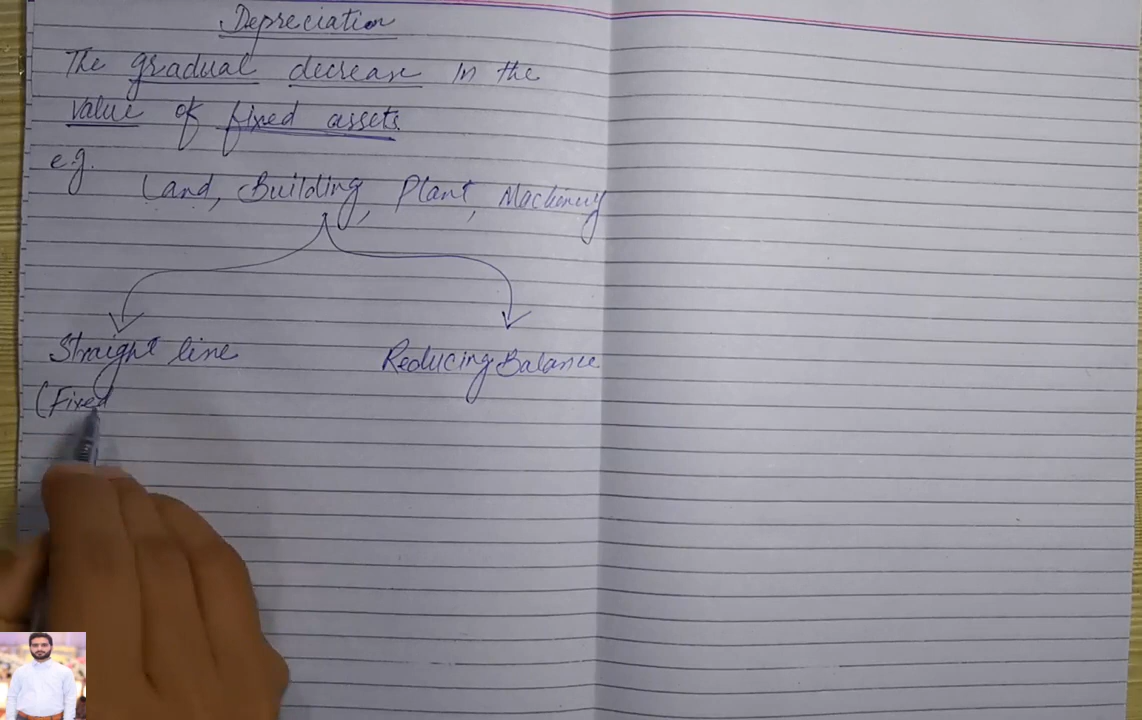 Depreciation
The gradual decrease in the
value of fixed assets.
e.g.
Land, Building, Plant, Machinery
Straight line Reducing Balance
(Fixed